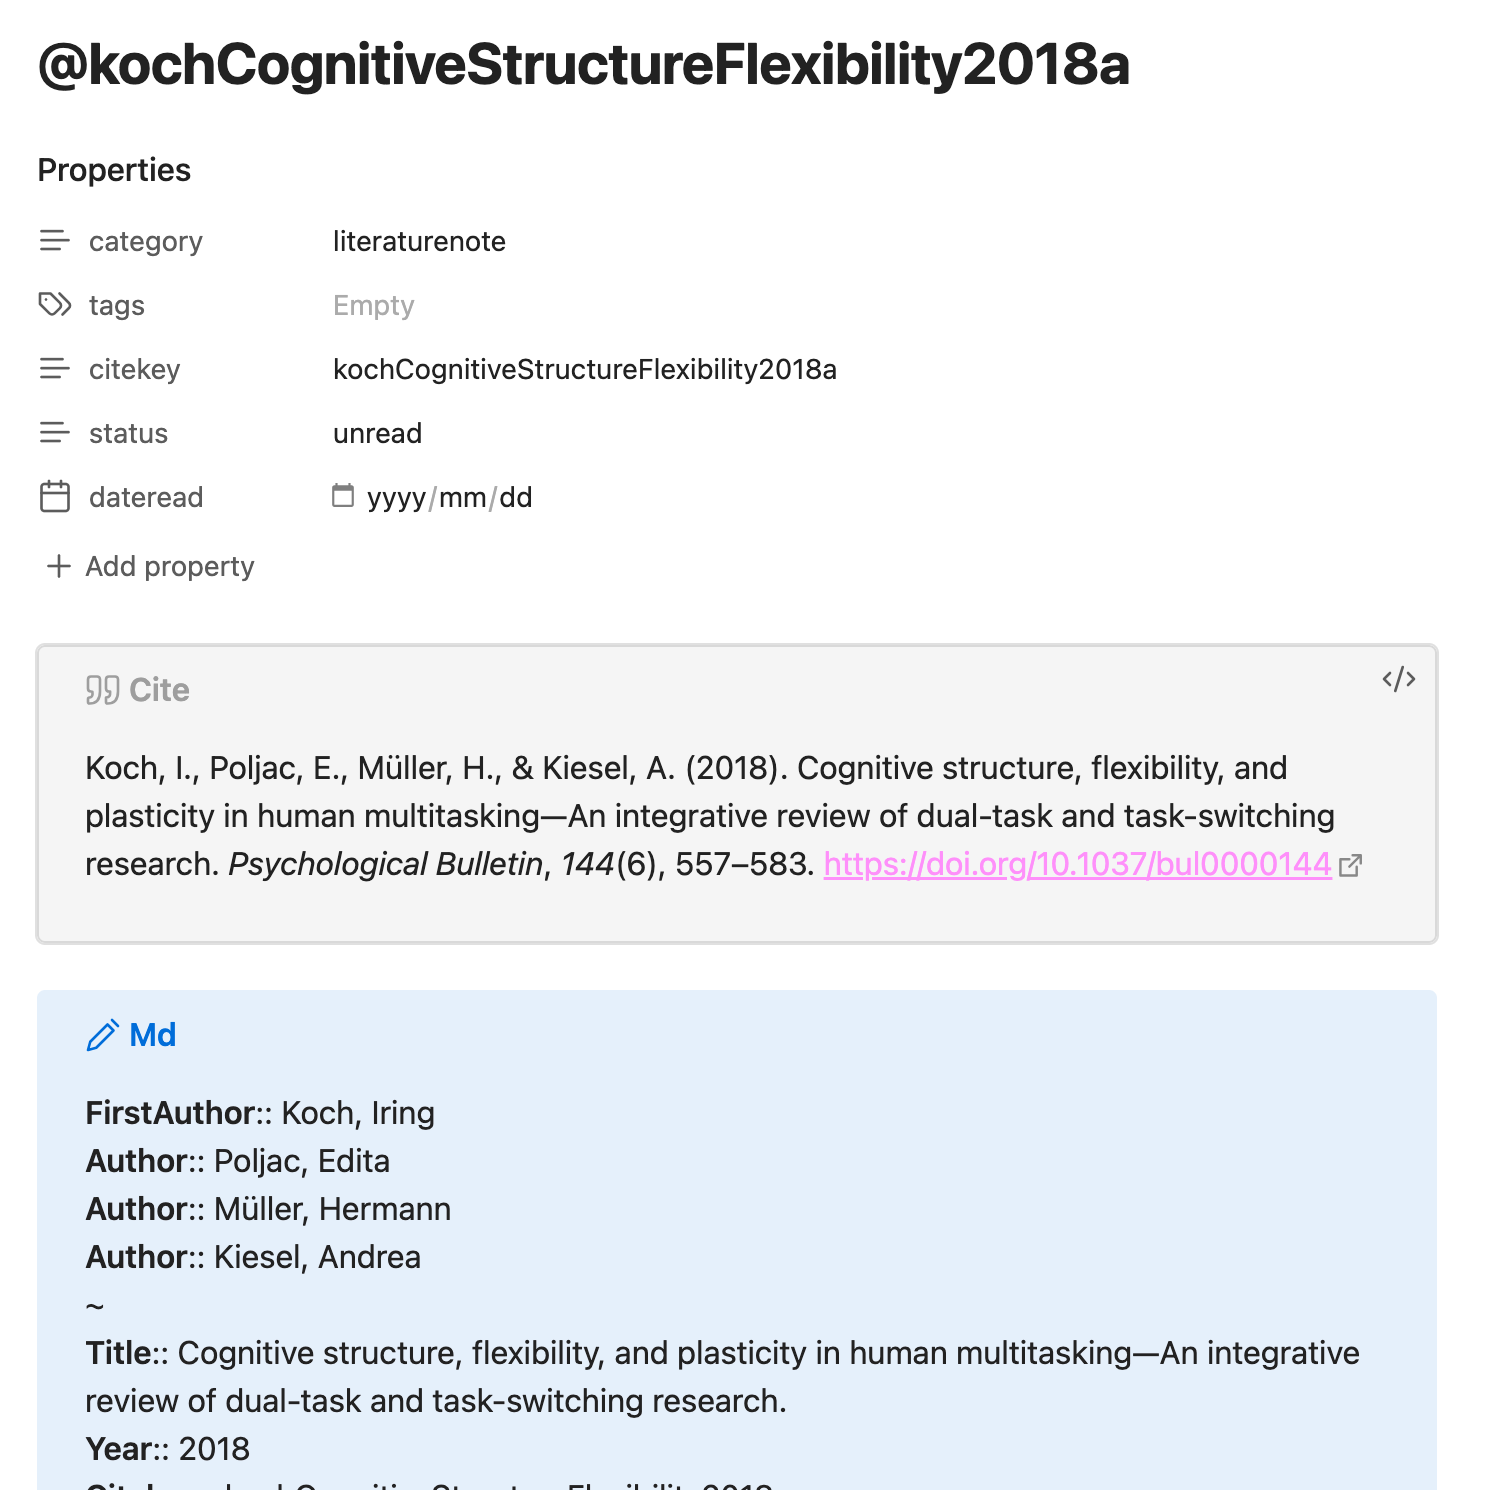 @kochCognitiveStructureFlexibility2018a
Properties
category literaturenote
tags Empty
citekey kochCognitiveStructureFlexibility2018a
status unread
dateread yyyy/mm/dd
Add property
Cite
Koch, I., Poljac, E., Müller, H., & Kiesel, A. (2018). Cognitive structure, flexibility, and
plasticity in human multitasking—An integrative review of dual-task and task-switching
research. Psychological Bulletin, 144(6), 557–583. https://doi.org/10.1037/bul0000144
Md
FirstAuthor:: Koch, Iring
Author:: Poljac, Edita
Author:: Müller, Hermann
Author:: Kiesel, Andrea
~
Title:: Cognitive structure, flexibility, and plasticity in human multitasking—An integrative
review of dual-task and task-switching research.
Year:: 2018